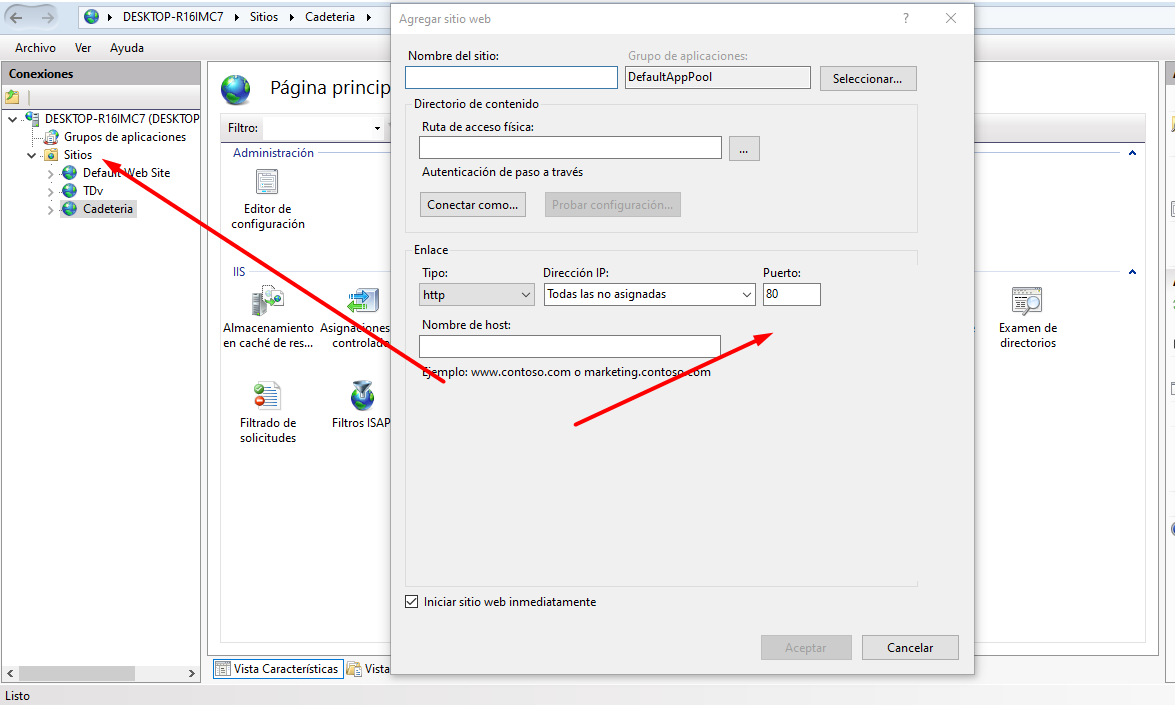 DESKTOP-R16IMC7 Sitios Cadeteria
Archivo Ver Ayuda
Conexiones
DESKTOP-R16IMC7 (DESKTOP
Grupos de aplicaciones
Sitios
Default Web Site
TDv
Cadeteria
Página princip
Filtro:
Administración
Editor de
configuración
IIS
Almacenamiento
en caché de res...
Asignaciones
controlado
Filtrado de
solicitudes
Filtros ISAP
Examen de
directorios
Vista Características
Vista
Listo
Agregar sitio web
?
Nombre del sitio:
Grupo de aplicaciones:
DefaultAppPool
Seleccionar...
Directorio de contenido
Ruta de acceso física:
...
Autenticación de paso a través
Conectar como...
Probar configuración...
Enlace
Tipo:
Dirección IP:
Puerto:
http
Todas las no asignadas
80
Nombre de host:
Ejemplo: www.contoso.com o marketing.contoso.com
Iniciar sitio web inmediatamente
Aceptar
Cancelar